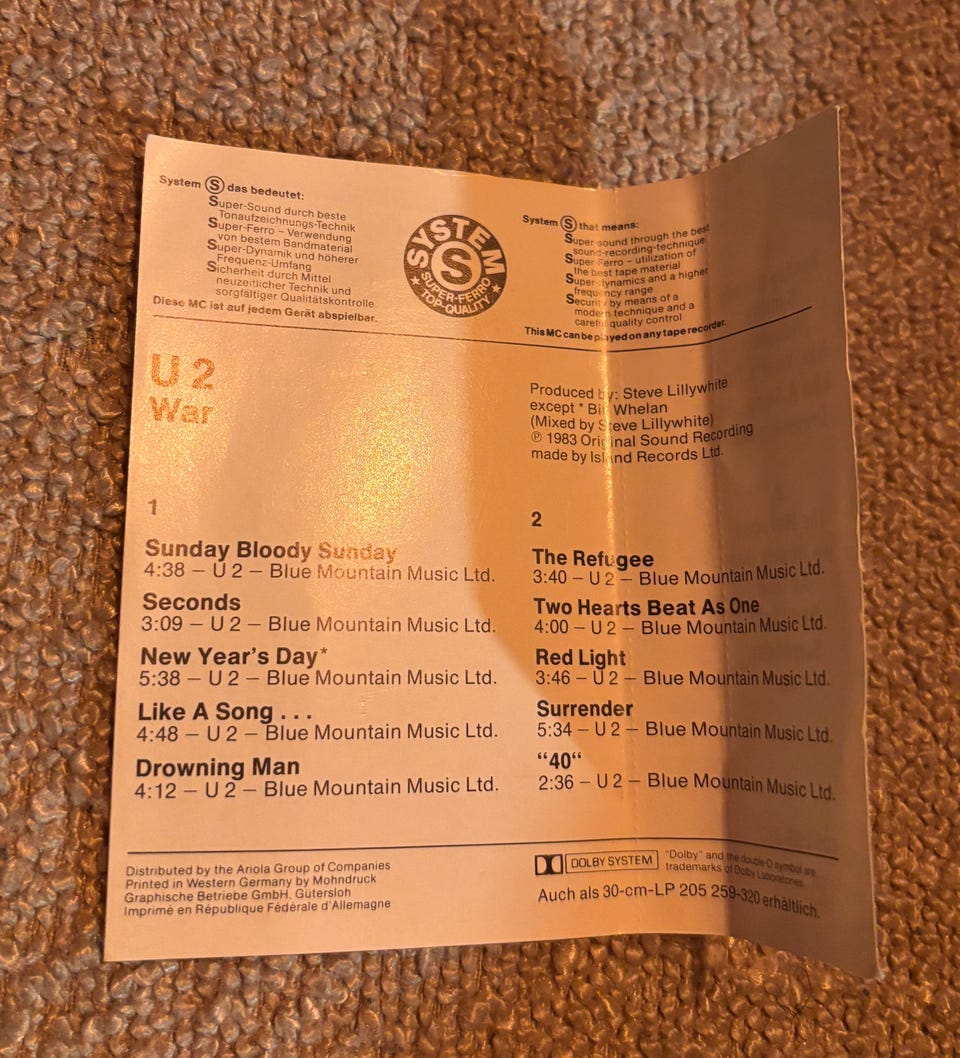 System Ⓢ das bedeutet:
Super-Sound durch beste
Tonaufzeichnungs-Technik
Super-Ferro – Verwendung
von bestem Bandmaterial
Super-Dynamik und höherer
Frequenz-Umfang
Sicherheit durch Mittel
neuzeitlicher Technik und
sorgfältiger Qualitätskontrolle
Diese MC ist auf jedem Gerät abspielbar.
SYSTEM
S
★ SUPER-FERRO ★
TOP-QUALITY
System Ⓢ that means:
Super-sound through the best
sound-recording-technique
Super-Ferro – utilization of
the best tape material
Super-dynamics and a higher
frequency range
Security by means of a
modern technique and a
careful quality control
This MC can be played on any tape recorder.
U 2
War
Produced by: Steve Lillywhite
except * Bill Whelan
(Mixed by Steve Lillywhite)
℗ 1983 Original Sound Recording
made by Island Records Ltd.
1
Sunday Bloody Sunday
4:38 – U 2 – Blue Mountain Music Ltd.
Seconds
3:09 – U 2 – Blue Mountain Music Ltd.
New Year's Day*
5:38 – U 2 – Blue Mountain Music Ltd.
Like A Song . . .
4:48 – U 2 – Blue Mountain Music Ltd.
Drowning Man
4:12 – U 2 – Blue Mountain Music Ltd.
2
The Refugee
3:40 – U 2 – Blue Mountain Music Ltd.
Two Hearts Beat As One
4:00 – U 2 – Blue Mountain Music Ltd.
Red Light
3:46 – U 2 – Blue Mountain Music Ltd.
Surrender
5:34 – U 2 – Blue Mountain Music Ltd.
“40“
2:36 – U 2 – Blue Mountain Music Ltd.
Distributed by the Ariola Group of Companies
Printed in Western Germany by Mohndruck
Graphische Betriebe GmbH, Gütersloh
Imprimé en République Fédérale d'Allemagne
DOLBY SYSTEM
"Dolby" and the double-D symbol are
trademarks of Dolby Laboratories.
Auch als 30-cm-LP 205 259-320 erhältlich.